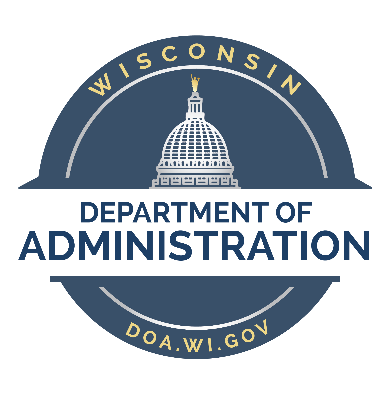 WISCONSIN
DEPARTMENT OF
ADMINISTRATION
DOA.WI.GOV